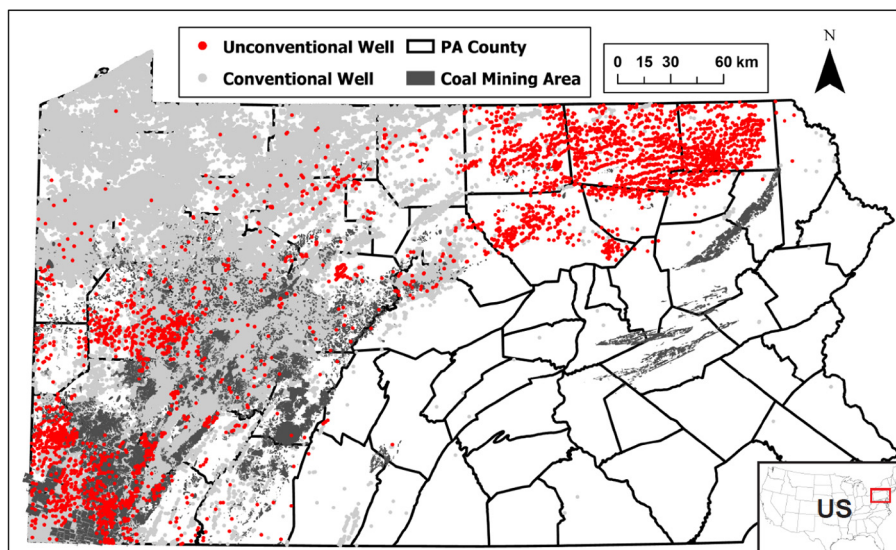 Unconventional Well
PA County
Conventional Well
Coal Mining Area
0 15 30 60 km
N
US